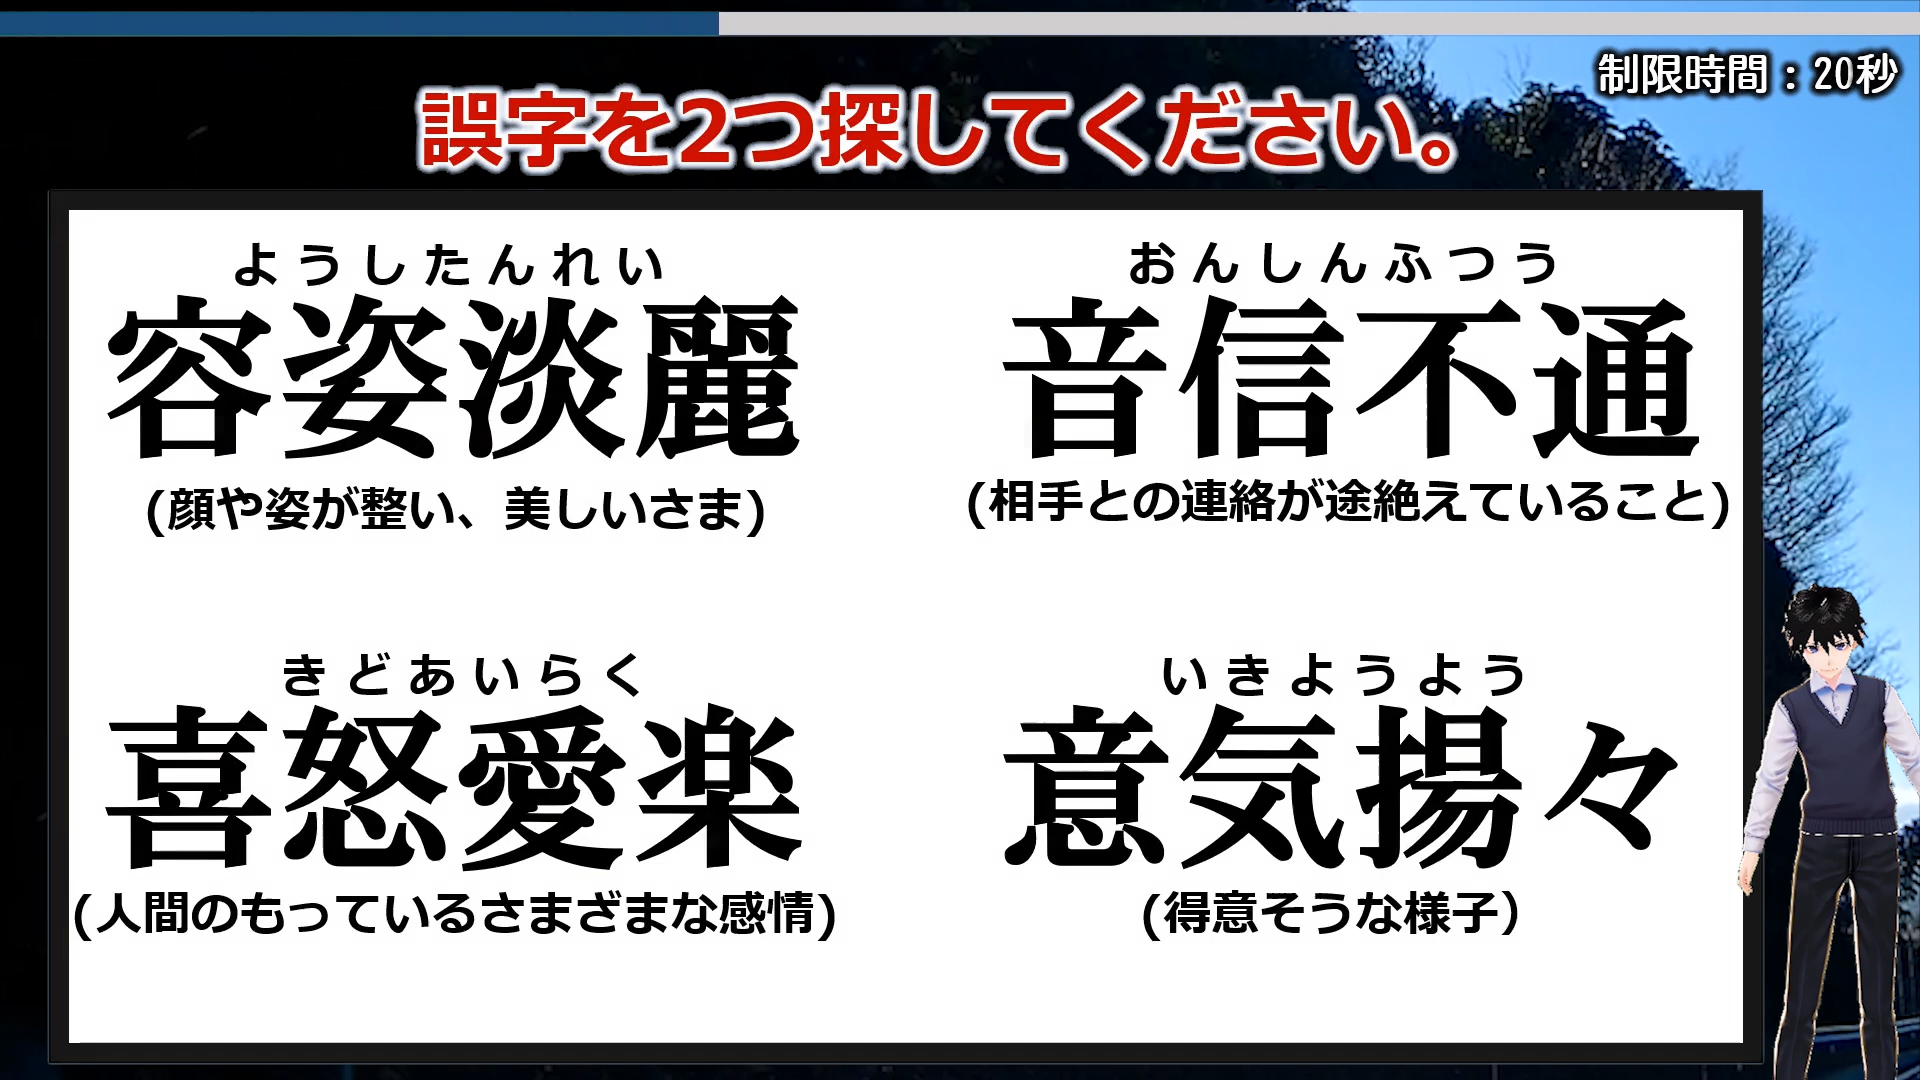 制限時間：20秒
誤字を2つ探してください。
ようしたんれい
容姿淡麗
(顔や姿が整い、美しいさま)
おんしんふつう
音信不通
(相手との連絡が途絶えていること)
きどあいらく
喜怒愛楽
(人間のもっているさまざまな感情)
いきようよう
意気揚々
(得意そうな様子)